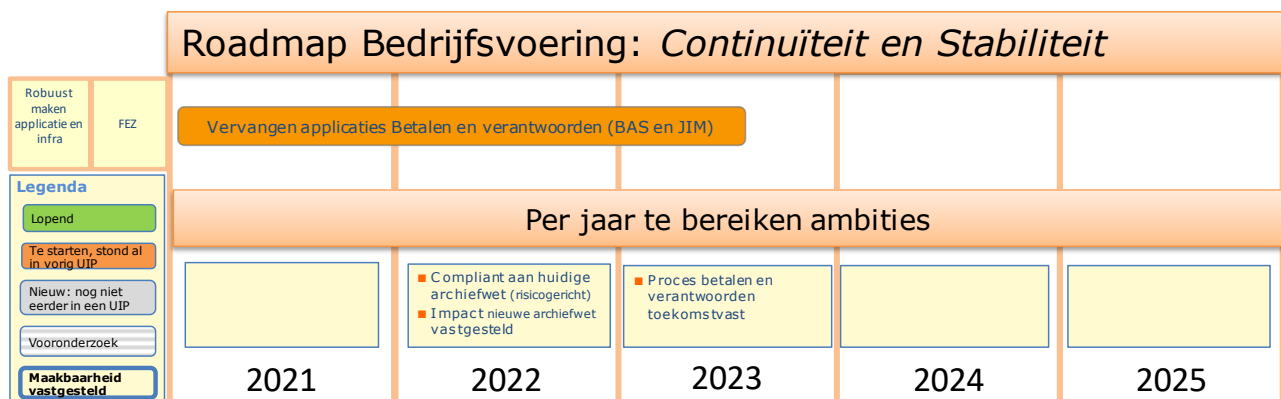 Roadmap Bedrijfsvoering: Continuïteit en Stabiliteit
Robuust
maken
applicatie en
infra
FEZ
Vervangen applicaties Betalen en verantwoorden (BAS en JIM)
Legenda
Lopend
Te starten, stond al
in vorig UIP
Nieuw: nog niet
eerder in een UIP
Vooronderzoek
Maakbaarheid
vastgesteld
Per jaar te bereiken ambities
■ Compliant aan huidige
archiefwet (risicogericht)
■ Impact nieuwe archiefwet
vastgesteld
■ Proces betalen en
verantwoorden
toekomstvast
2021
2022
2023
2024
2025